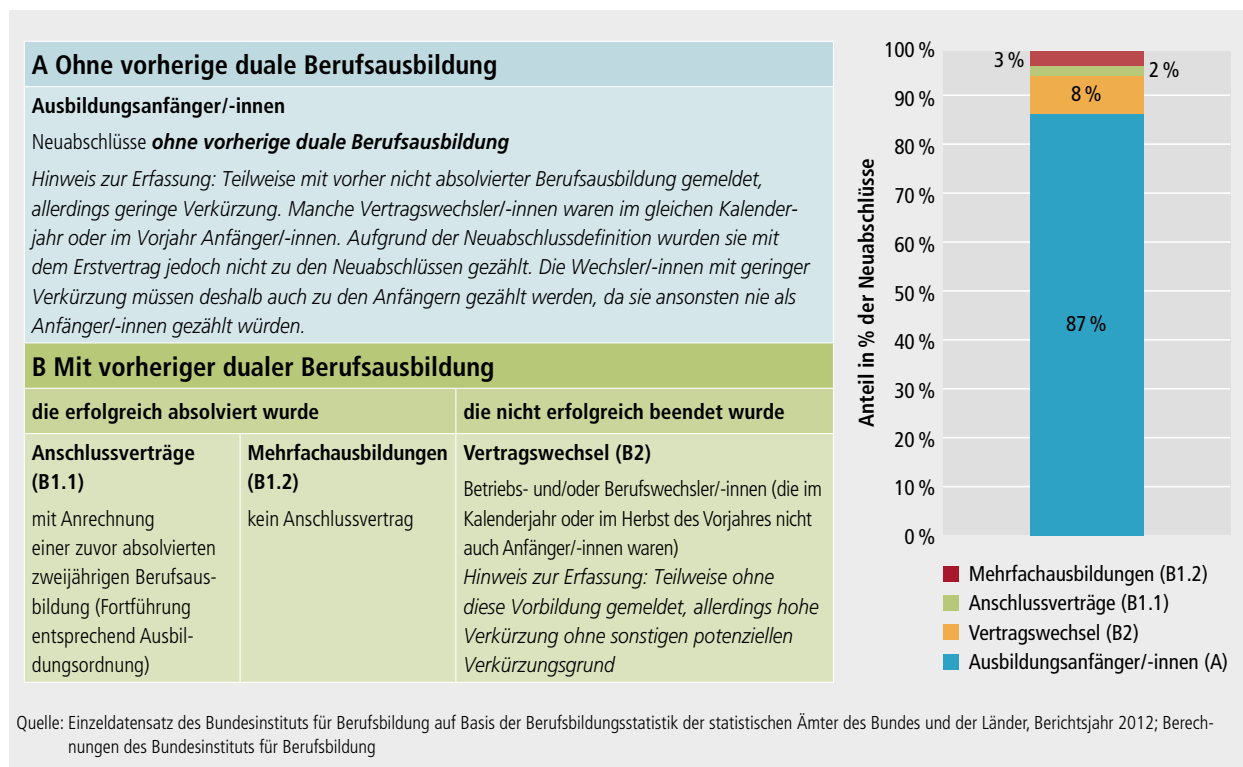 A Ohne vorherige duale Berufsausbildung
Ausbildungsanfänger/-innen
Neuabschlüsse ohne vorherige duale Berufsausbildung
Hinweis zur Erfassung: Teilweise mit vorher nicht absolvierter Berufsausbildung gemeldet,
allerdings geringe Verkürzung. Manche Vertragswechsler/-innen waren im gleichen Kalender-
jahr oder im Vorjahr Anfänger/-innen. Aufgrund der Neuabschlussdefinition wurden sie mit
dem Erstvertrag jedoch nicht zu den Neuabschlüssen gezählt. Die Wechsler/-innen mit geringer
Verkürzung müssen deshalb auch zu den Anfängern gezählt werden, da sie ansonsten nie als
Anfänger/-innen gezählt würden.
B Mit vorheriger dualer Berufsausbildung
die erfolgreich absolviert wurde
die nicht erfolgreich beendet wurde
Anschlussverträge
(B1.1)
mit Anrechnung
einer zuvor absolvierten
zweijährigen Berufsaus-
bildung (Fortführung
entsprechend Ausbil-
dungsordnung)
Mehrfachausbildungen
(B1.2)
kein Anschlussvertrag
Vertragswechsel (B2)
Betriebs- und/oder Berufswechsler/-innen (die im
Kalenderjahr oder im Herbst des Vorjahres nicht
auch Anfänger/-innen waren)
Hinweis zur Erfassung: Teilweise ohne
diese Vorbildung gemeldet, allerdings hohe
Verkürzung ohne sonstigen potenziellen
Verkürzungsgrund
Anteil in % der Neuabschlüsse
100 %
90 %
80 %
70 %
60 %
50 %
40 %
30 %
20 %
10 %
0 %
3 %
2 %
8 %
87 %
Mehrfachausbildungen (B1.2)
Anschlussverträge (B1.1)
Vertragswechsel (B2)
Ausbildungsanfänger/-innen (A)
Quelle: Einzeldatensatz des Bundesinstituts für Berufsbildung auf Basis der Berufsbildungsstatistik der statistischen Ämter des Bundes und der Länder, Berichtsjahr 2012; Berech-
nungen des Bundesinstituts für Berufsbildung